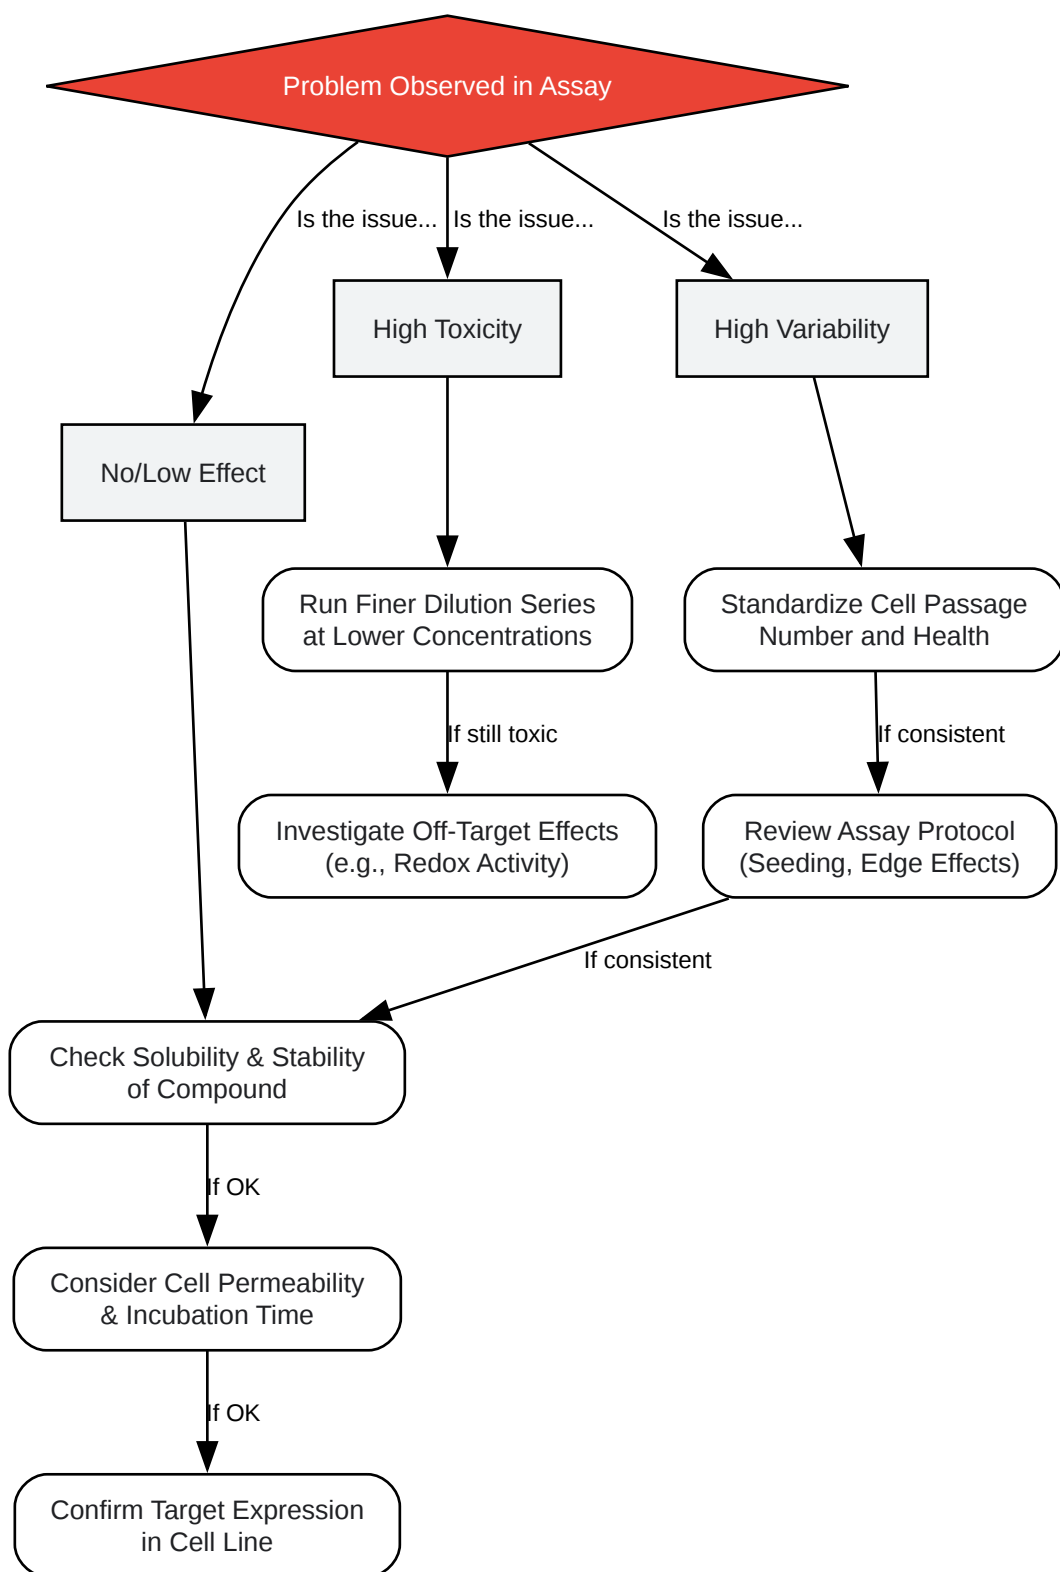 Problem Observed in Assay
Is the issue...
Is the issue...
Is the issue...
High Toxicity
High Variability
No/Low Effect
Run Finer Dilution Series
at Lower Concentrations
Standardize Cell Passage
Number and Health
If still toxic
If consistent
Investigate Off-Target Effects
(e.g., Redox Activity)
Review Assay Protocol
(Seeding, Edge Effects)
If consistent
Check Solubility & Stability
of Compound
If OK
Consider Cell Permeability
& Incubation Time
If OK
Confirm Target Expression
in Cell Line